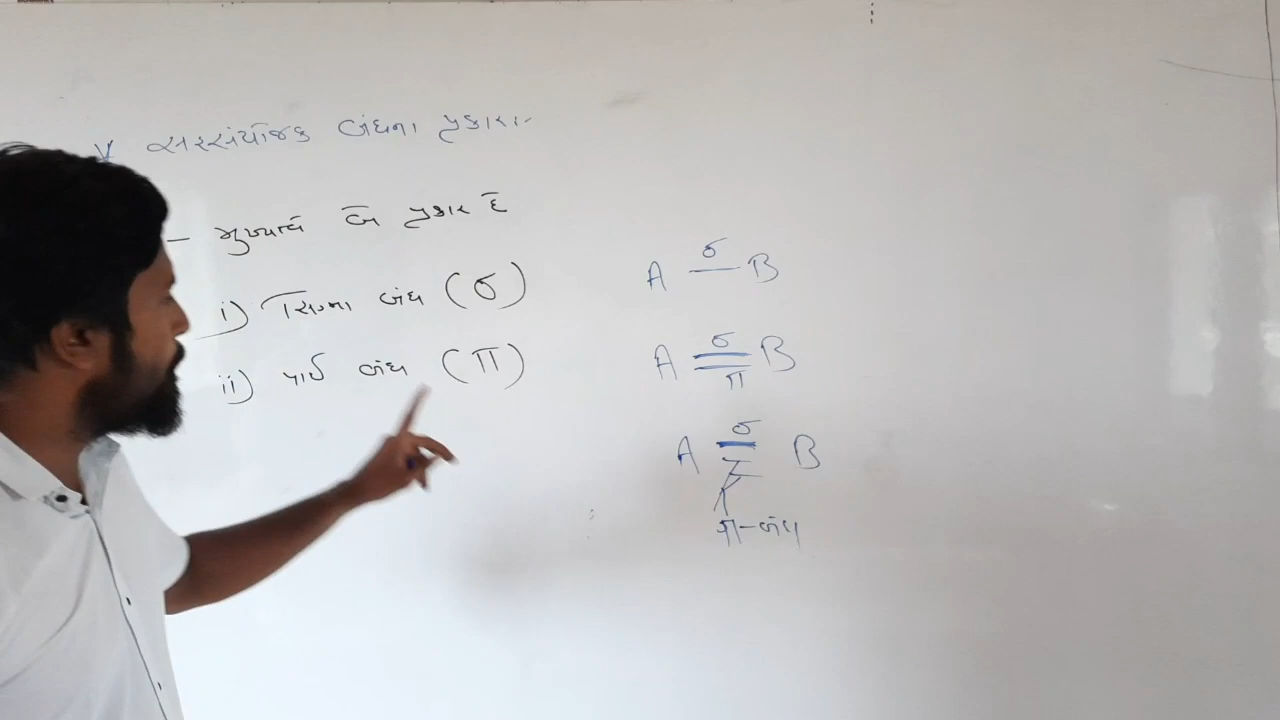 સહસંયોજક બંધના પ્રકારો :-
– મુખ્યત્વે બે પ્રકાર છે
i) સિગ્મા બંધ (σ)
ii) પાઈ બંધ (π)
σ
A — B
σ
A = B
π
σ
A ≡ B
π–બંધ